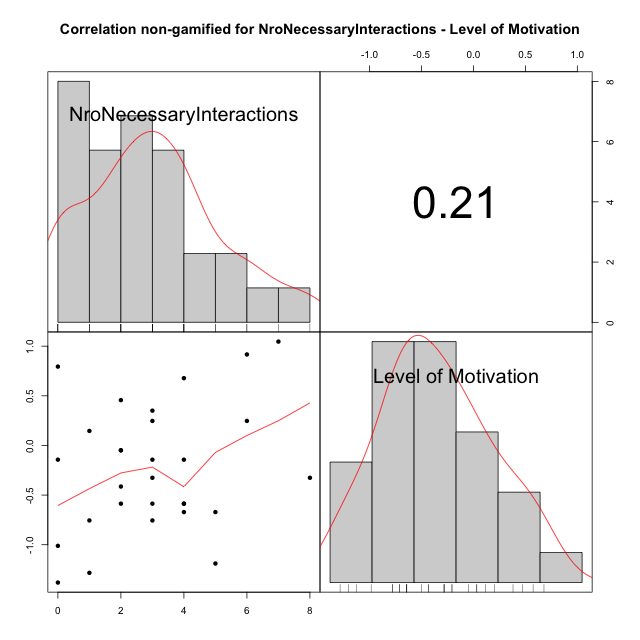 Correlation non-gamified for NroNecessaryInteractions - Level of Motivation
-1.0 -0.5 0.0 0.5 1.0
NroNecessaryInteractions
0.21
8
6
4
2
0
Level of Motivation
1.0
0.5
0.0
-0.5
-1.0
0 2 4 6 8